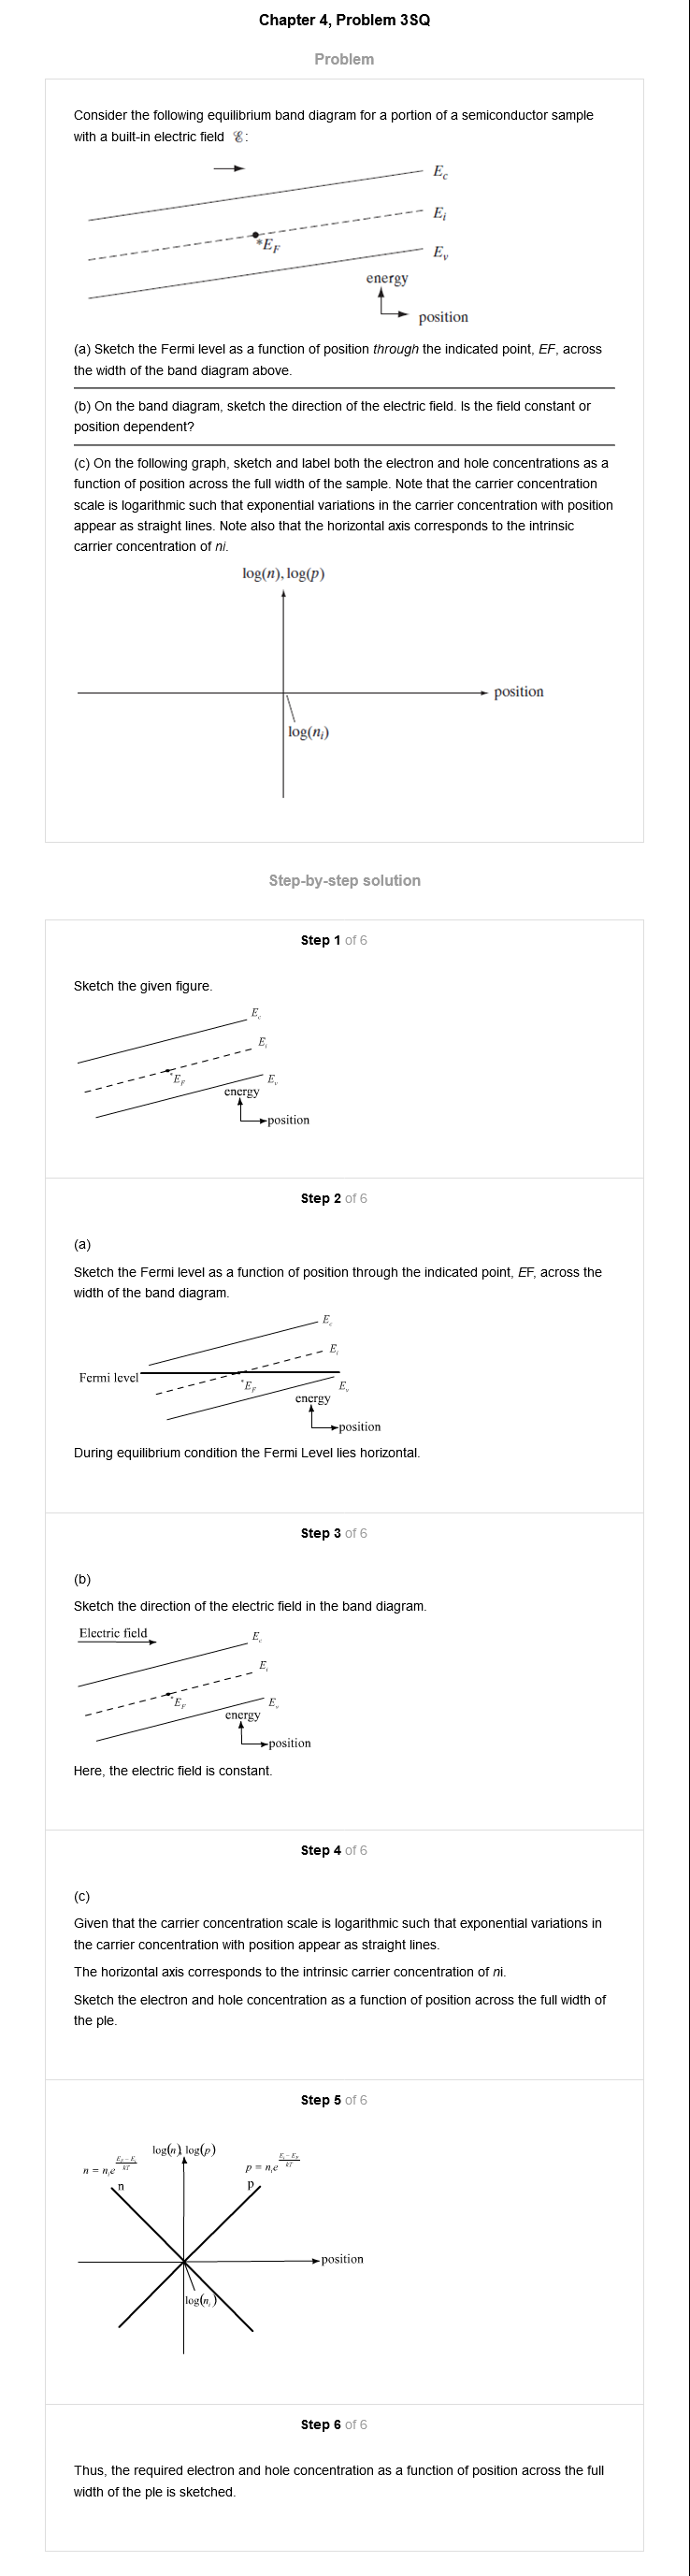 Chapter 4, Problem 3SQ
Problem
Consider the following equilibrium band diagram for a portion of a semiconductor sample
with a built-in electric field ℰ:
E_c
E_i
*E_F
E_v
energy
position
(a) Sketch the Fermi level as a function of position through the indicated point, EF, across
the width of the band diagram above.
(b) On the band diagram, sketch the direction of the electric field. Is the field constant or
position dependent?
(c) On the following graph, sketch and label both the electron and hole concentrations as a
function of position across the full width of the sample. Note that the carrier concentration
scale is logarithmic such that exponential variations in the carrier concentration with position
appear as straight lines. Note also that the horizontal axis corresponds to the intrinsic
carrier concentration of ni.
log(n), log(p)
position
log(n_i)
Step-by-step solution
Step 1 of 6
Sketch the given figure.
E_c
E_i
*E_F
E_v
energy
position
Step 2 of 6
(a)
Sketch the Fermi level as a function of position through the indicated point, EF, across the
width of the band diagram.
E_c
E_i
Fermi level
*E_F
E_v
energy
position
During equilibrium condition the Fermi Level lies horizontal.
Step 3 of 6
(b)
Sketch the direction of the electric field in the band diagram.
Electric field
E_c
E_i
*E_F
E_v
energy
position
Here, the electric field is constant.
Step 4 of 6
(c)
Given that the carrier concentration scale is logarithmic such that exponential variations in
the carrier concentration with position appear as straight lines.
The horizontal axis corresponds to the intrinsic carrier concentration of ni.
Sketch the electron and hole concentration as a function of position across the full width of
the ple.
Step 5 of 6
log(n) log(p)
n = n_i e^((E_F − E_i)/kT)
p = n_i e^((E_i − E_F)/kT)
n
p
position
log(n_i)
Step 6 of 6
Thus, the required electron and hole concentration as a function of position across the full
width of the ple is sketched.